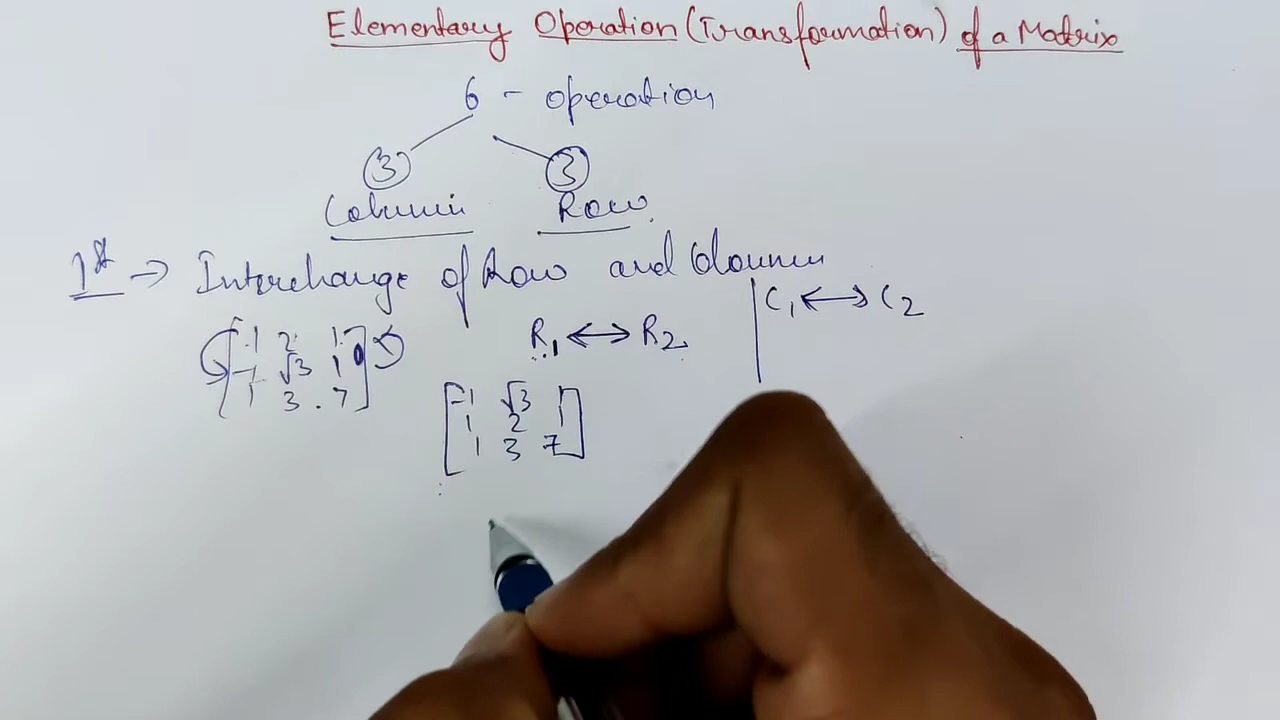 Elementary Operation (Transformation) of a Matrix
6 - operation
3 3
Column Row
1st → Interchange of Row and Column
R1 ↔ R2 C1 ↔ C2
1 2 1
-1 √3 1
1 3 7
-1 √3 1
1 2 1
1 3 7